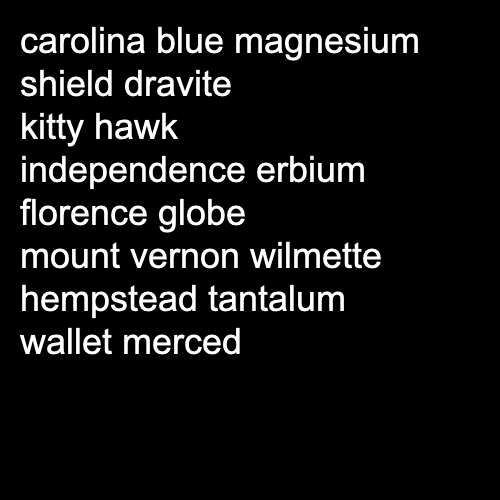 carolina blue magnesium
shield dravite
kitty hawk
independence erbium
florence globe
mount vernon wilmette
hempstead tantalum
wallet merced